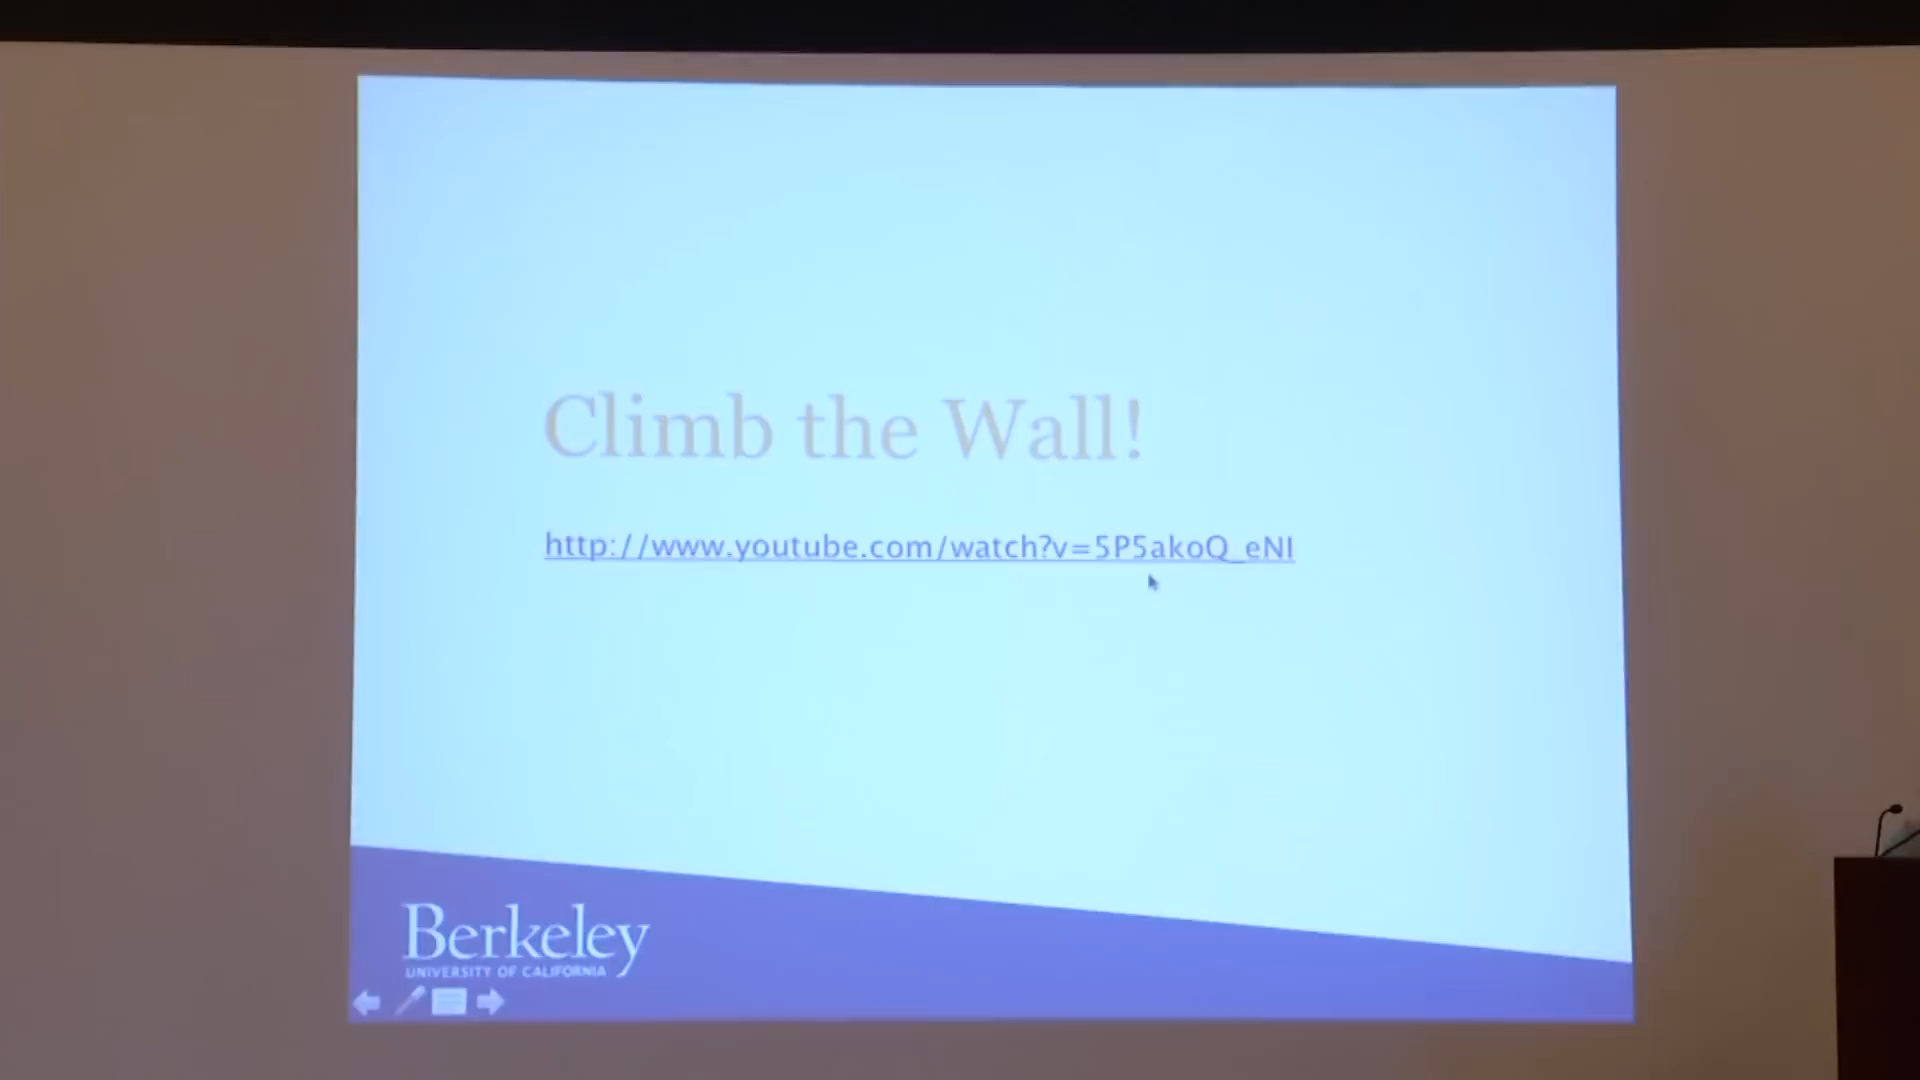 Climb the Wall!
http://www.youtube.com/watch?v=5P5akoQ_eNI
Berkeley
UNIVERSITY OF CALIFORNIA